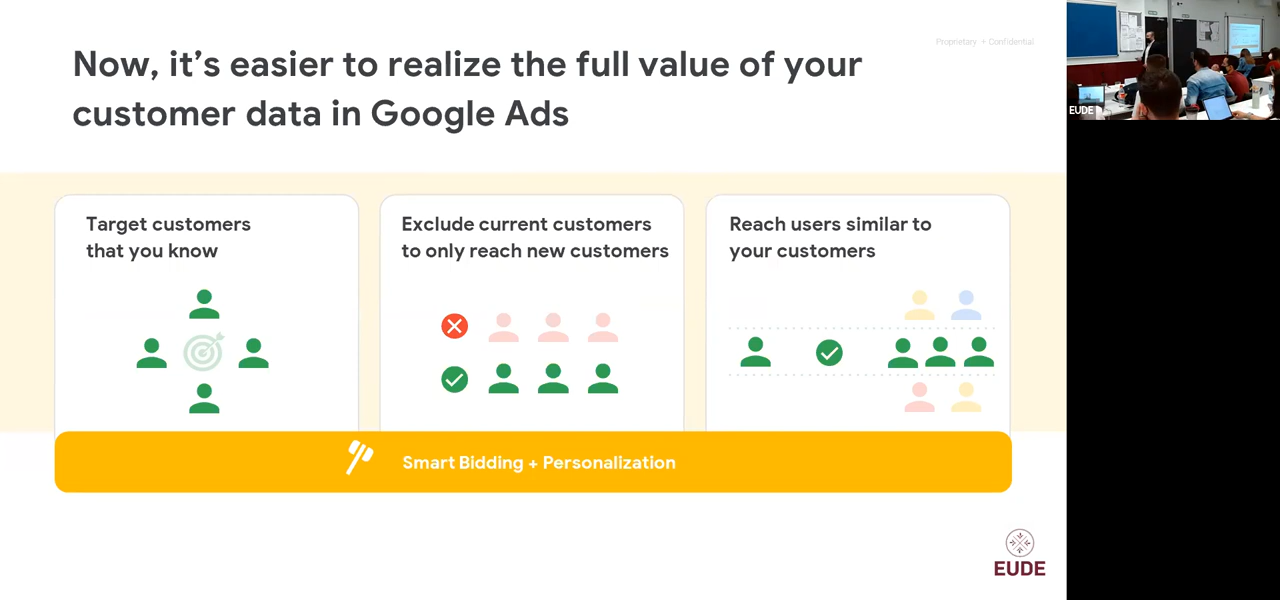 Proprietary + Confidential
Now, it’s easier to realize the full value of your
customer data in Google Ads
Target customers
that you know
Exclude current customers
to only reach new customers
Reach users similar to
your customers
Smart Bidding + Personalization
EUDE
EUDE